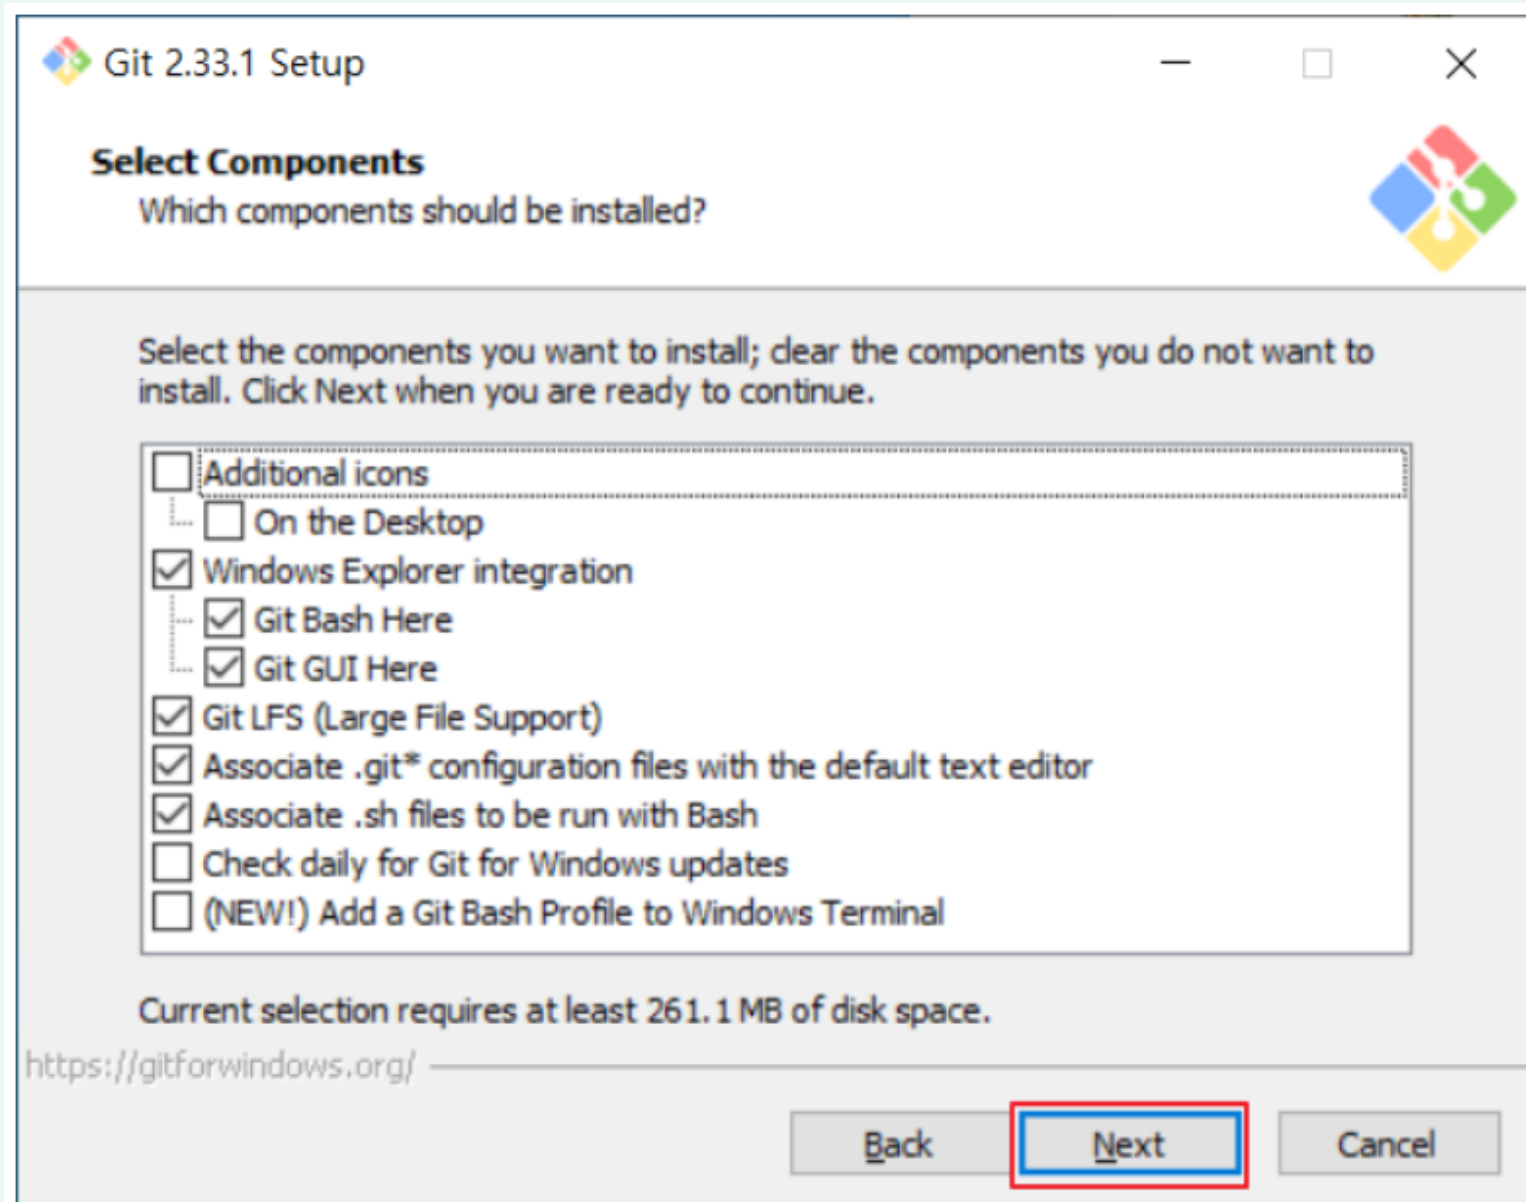 Git 2.33.1 Setup
Select Components
Which components should be installed?
Select the components you want to install; clear the components you do not want to
install. Click Next when you are ready to continue.
Additional icons
On the Desktop
Windows Explorer integration
Git Bash Here
Git GUI Here
Git LFS (Large File Support)
Associate .git* configuration files with the default text editor
Associate .sh files to be run with Bash
Check daily for Git for Windows updates
(NEW!) Add a Git Bash Profile to Windows Terminal
Current selection requires at least 261.1 MB of disk space.
https://gitforwindows.org/
Back Next Cancel